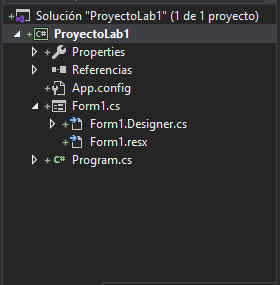 Solución "ProyectoLab1" (1 de 1 proyecto)
C# ProyectoLab1
Properties
Referencias
App.config
Form1.cs
Form1.Designer.cs
Form1.resx
C# Program.cs